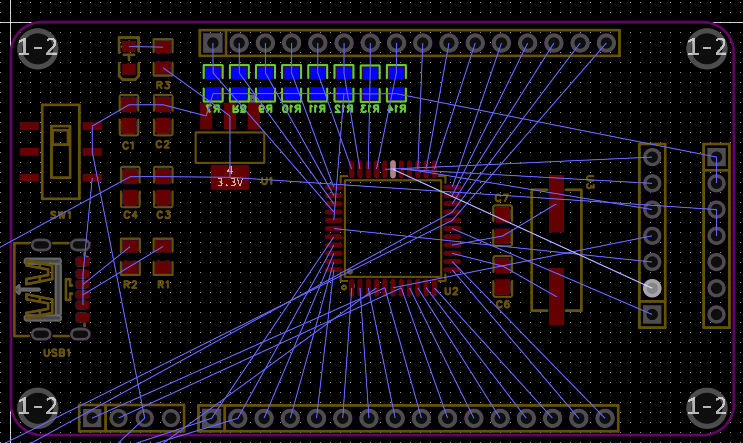 1-2
1-2
R3
R7 R8 R9 R10 R11 R12 R13 R14
C1
C2
4
3.3V
U1
SW1
C4
C3
C7
R2
R1
U2
C6
USB1
1-2
1-2